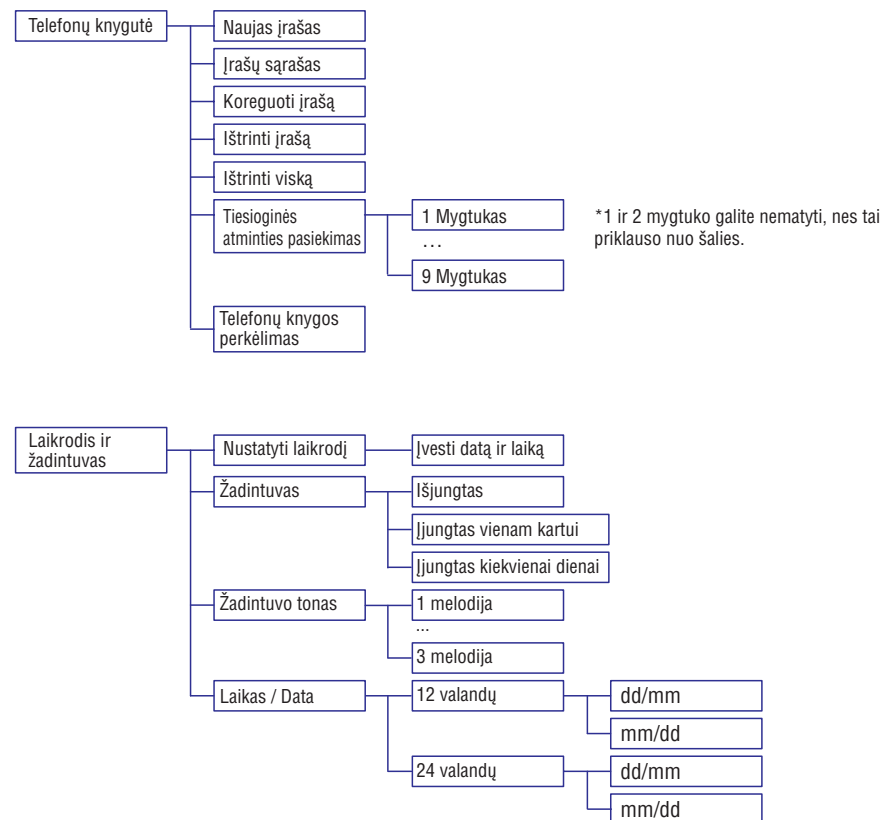 Telefonų knygutė
Naujas įrašas
Įrašų sąrašas
Koreguoti įrašą
Ištrinti įrašą
Ištrinti viską
Tiesioginės
atminties pasiekimas
1 Mygtukas
...
9 Mygtukas
*1 ir 2 mygtuko galite nematyti, nes tai
priklauso nuo šalies.
Telefonų knygos
perkėlimas
Laikrodis ir
žadintuvas
Nustatyti laikrodį
Įvesti datą ir laiką
Žadintuvas
Išjungtas
Įjungtas vienam kartui
Įjungtas kiekvienai dienai
Žadintuvo tonas
1 melodija
...
3 melodija
Laikas / Data
12 valandų
dd/mm
mm/dd
24 valandų
dd/mm
mm/dd